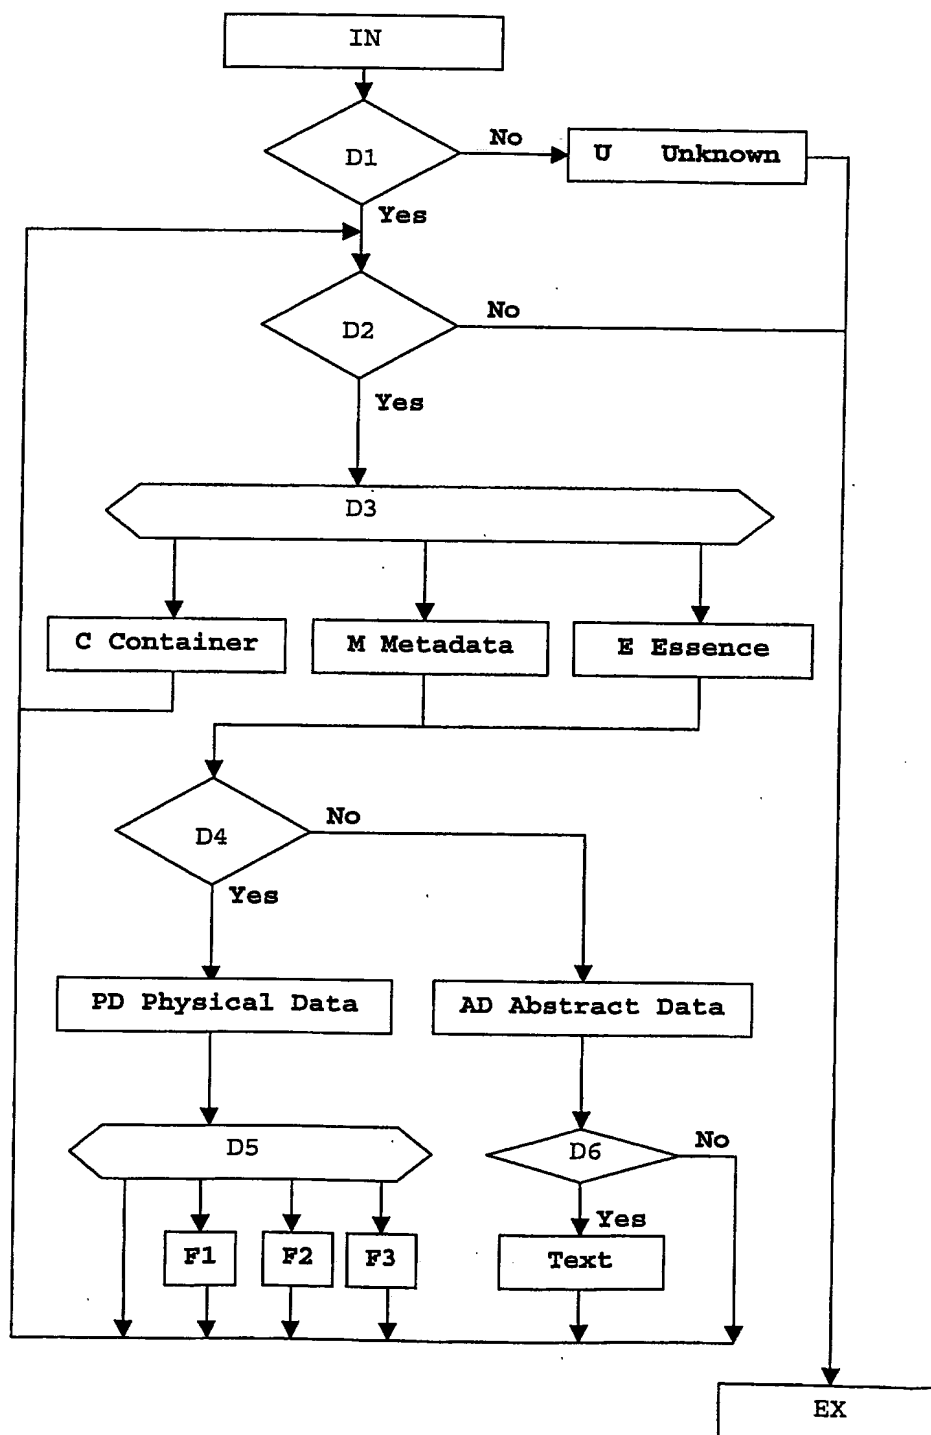 IN
D1
No
U Unknown
Yes
D2
No
Yes
D3
C Container
M Metadata
E Essence
D4
No
Yes
PD Physical Data
AD Abstract Data
D5
D6
No
Yes
F1
F2
F3
Text
EX